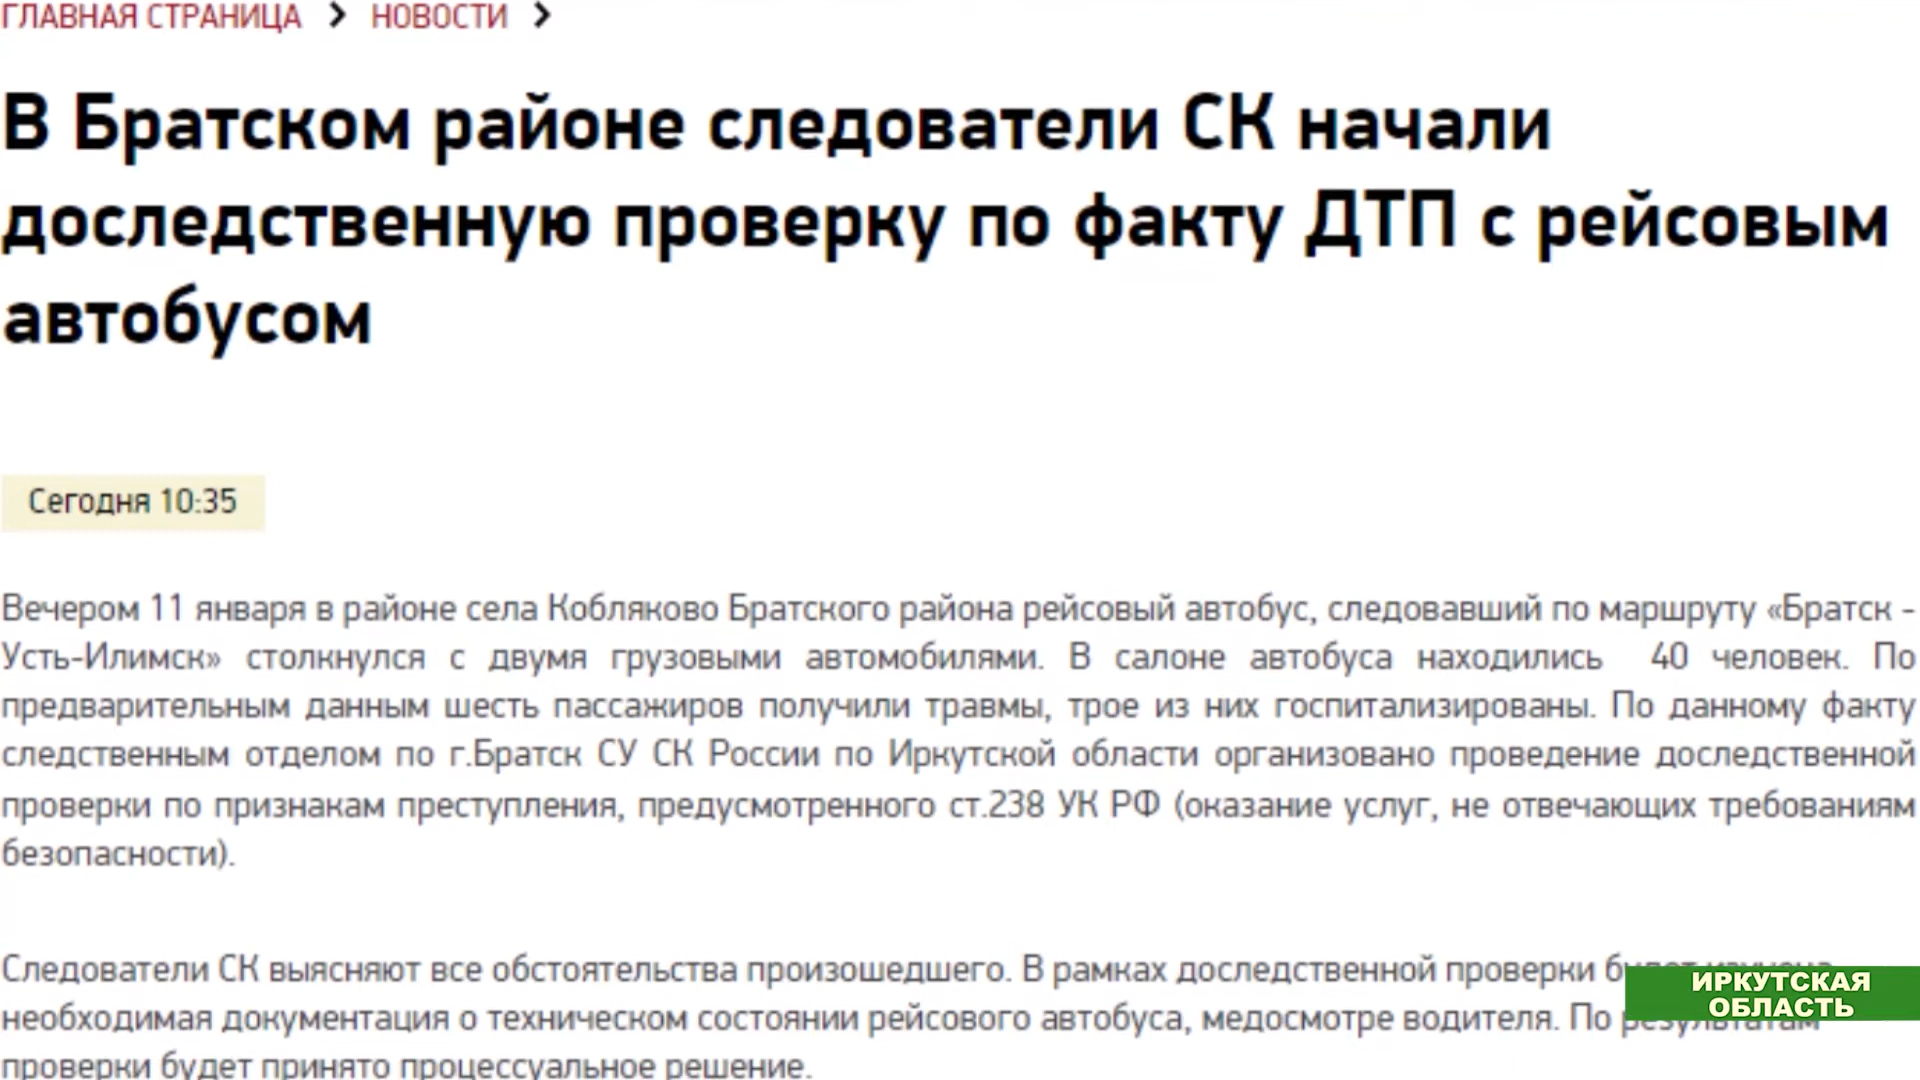 ГЛАВНАЯ СТРАНИЦА > НОВОСТИ >
В Братском районе следователи СК начали
доследственную проверку по факту ДТП с рейсовым
автобусом
Сегодня 10:35
Вечером 11 января в районе села Кобляково Братского района рейсовый автобус, следовавший по маршруту «Братск -
Усть-Илимск» столкнулся с двумя грузовыми автомобилями. В салоне автобуса находились 40 человек. По
предварительным данным шесть пассажиров получили травмы, трое из них госпитализированы. По данному факту
следственным отделом по г.Братск СУ СК России по Иркутской области организовано проведение доследственной
проверки по признакам преступления, предусмотренного ст.238 УК РФ (оказание услуг, не отвечающих требованиям
безопасности).
Следователи СК выясняют все обстоятельства произошедшего. В рамках доследственной проверки
необходимая документация о техническом состоянии рейсового автобуса, медосмотре водителя. По результатам
проверки будет принято процессуальное решение.
ИРКУТСКАЯ
ОБЛАСТЬ